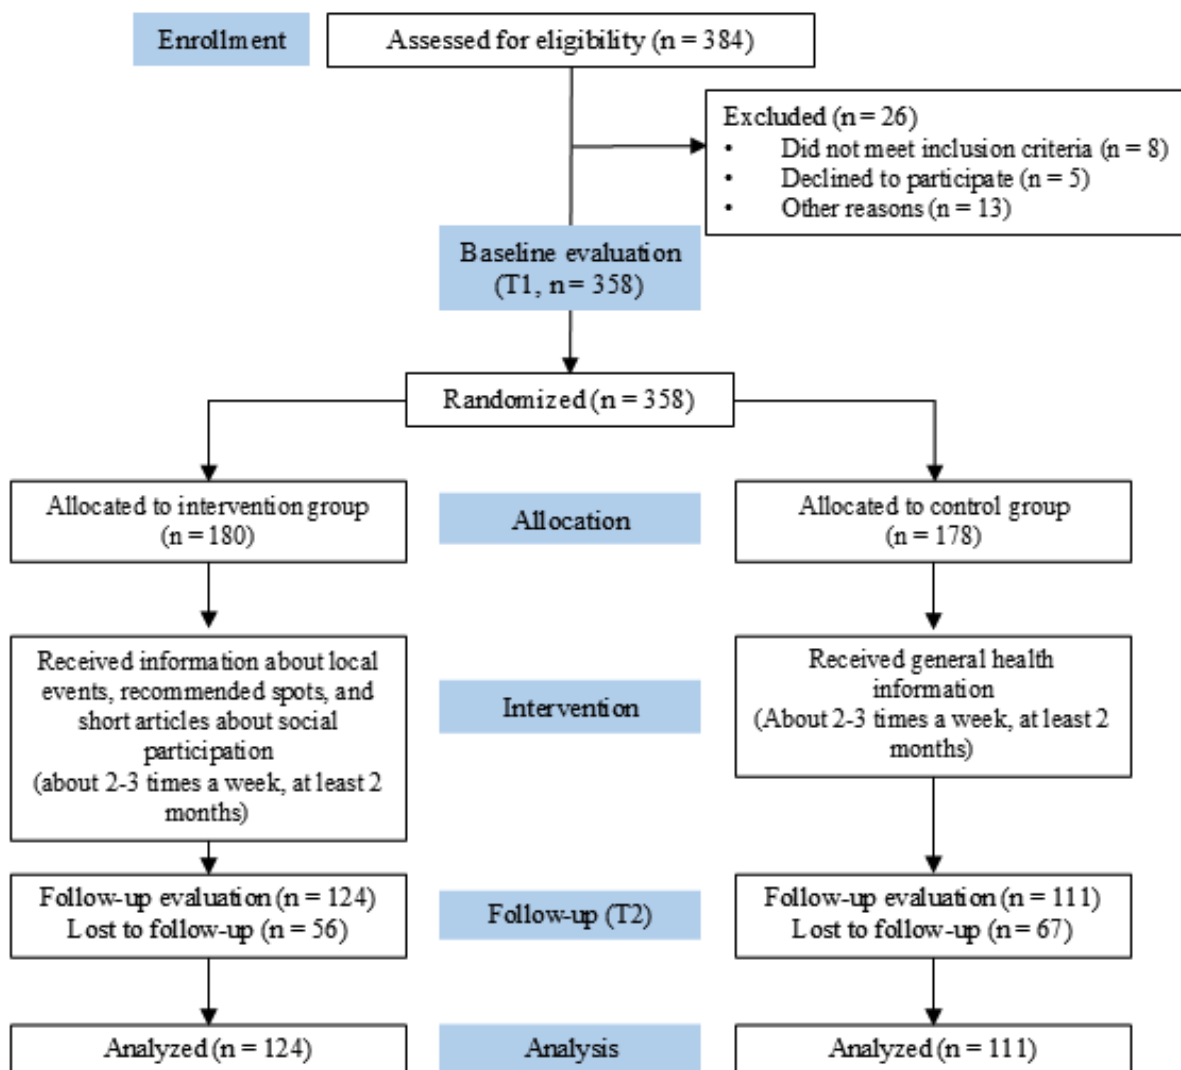 Enrollment
Assessed for eligibility (n = 384)
Excluded (n = 26)
• Did not meet inclusion criteria (n = 8)
• Declined to participate (n = 5)
• Other reasons (n = 13)
Baseline evaluation
(T1, n = 358)
Randomized (n = 358)
Allocated to intervention group
(n = 180)
Allocation
Allocated to control group
(n = 178)
Received information about local
events, recommended spots, and
short articles about social
participation
(about 2-3 times a week, at least 2
months)
Intervention
Received general health
information
(About 2-3 times a week, at least 2
months)
Follow-up evaluation (n = 124)
Lost to follow-up (n = 56)
Follow-up (T2)
Follow-up evaluation (n = 111)
Lost to follow-up (n = 67)
Analyzed (n = 124)
Analysis
Analyzed (n = 111)